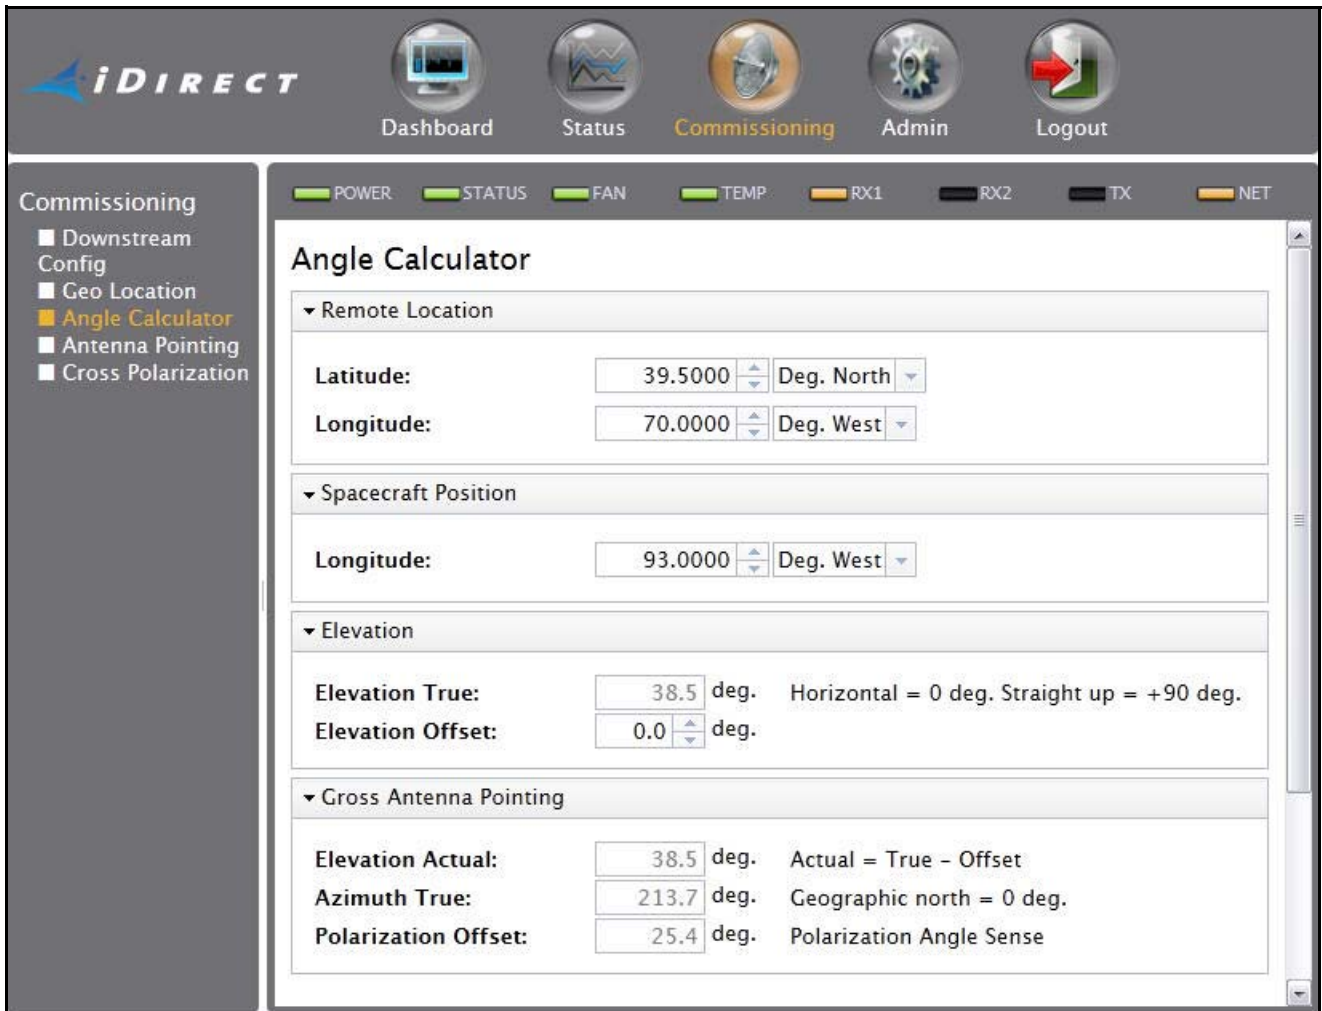 iDIRECT
Dashboard Status Commissioning Admin Logout
Commissioning
Downstream
Config
Geo Location
Angle Calculator
Antenna Pointing
Cross Polarization
POWER STATUS FAN TEMP RX1 RX2 TX NET
Angle Calculator
Remote Location
Latitude: 39.5000 Deg. North
Longitude: 70.0000 Deg. West
Spacecraft Position
Longitude: 93.0000 Deg. West
Elevation
Elevation True: 38.5 deg. Horizontal = 0 deg. Straight up = +90 deg.
Elevation Offset: 0.0 deg.
Gross Antenna Pointing
Elevation Actual: 38.5 deg. Actual = True – Offset
Azimuth True: 213.7 deg. Geographic north = 0 deg.
Polarization Offset: 25.4 deg. Polarization Angle Sense